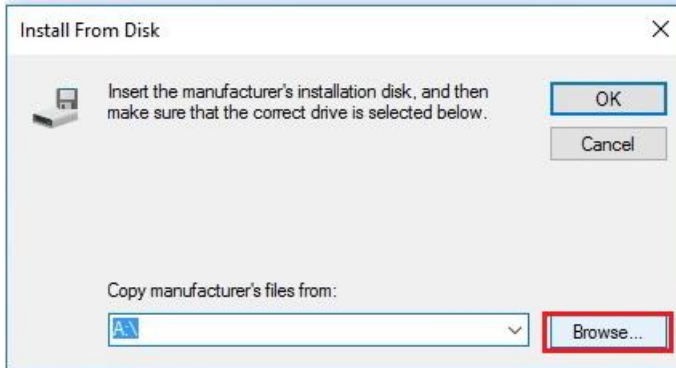 Install From Disk
Insert the manufacturer's installation disk, and then
make sure that the correct drive is selected below.
OK
Cancel
Copy manufacturer's files from:
A:\
Browse...